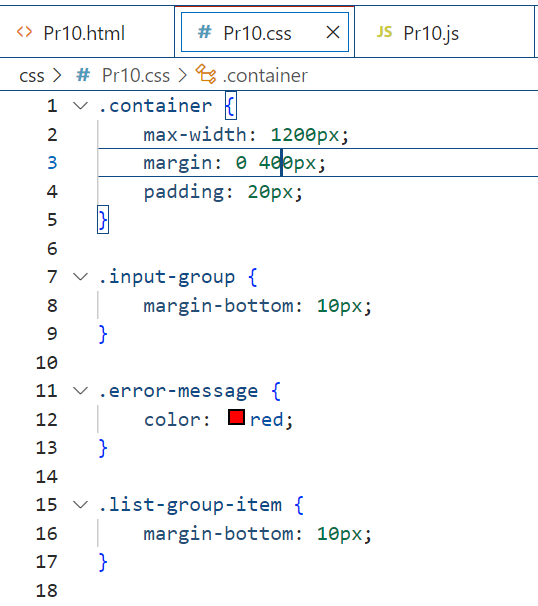 <> Pr10.html # Pr10.css × JS Pr10.js
css > # Pr10.css > .container
1 .container {
2 max-width: 1200px;
3 margin: 0 400px;
4 padding: 20px;
5 }
6
7 .input-group {
8 margin-bottom: 10px;
9 }
10
11 .error-message {
12 color: red;
13 }
14
15 .list-group-item {
16 margin-bottom: 10px;
17 }
18